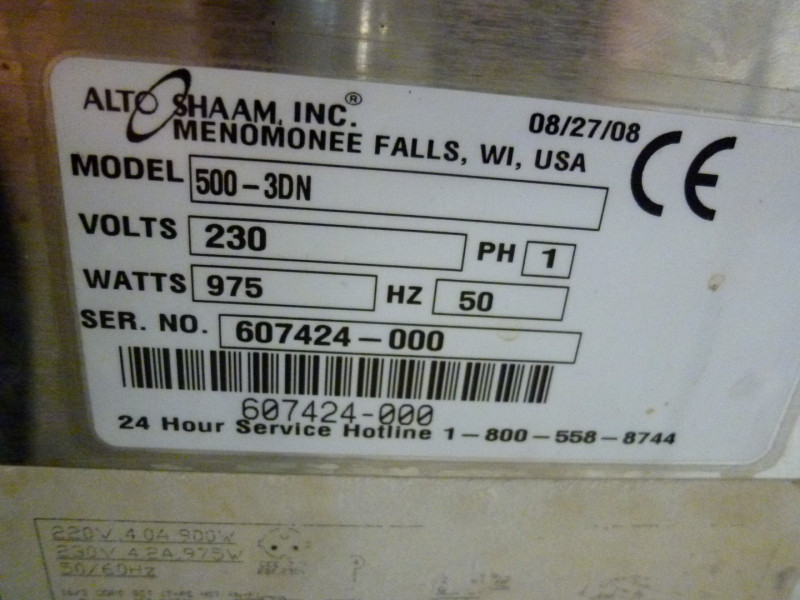 ALTO SHAAM, INC.®
MENOMONEE FALLS, WI, USA
08/27/08
CE
MODEL 500-3DN
VOLTS 230 PH 1
WATTS 975 HZ 50
SER. NO. 607424-000
607424-000
24 Hour Service Hotline 1-800-558-8744
220V, 4.0A, 900W
230V, 4.2A, 975W
50/60Hz